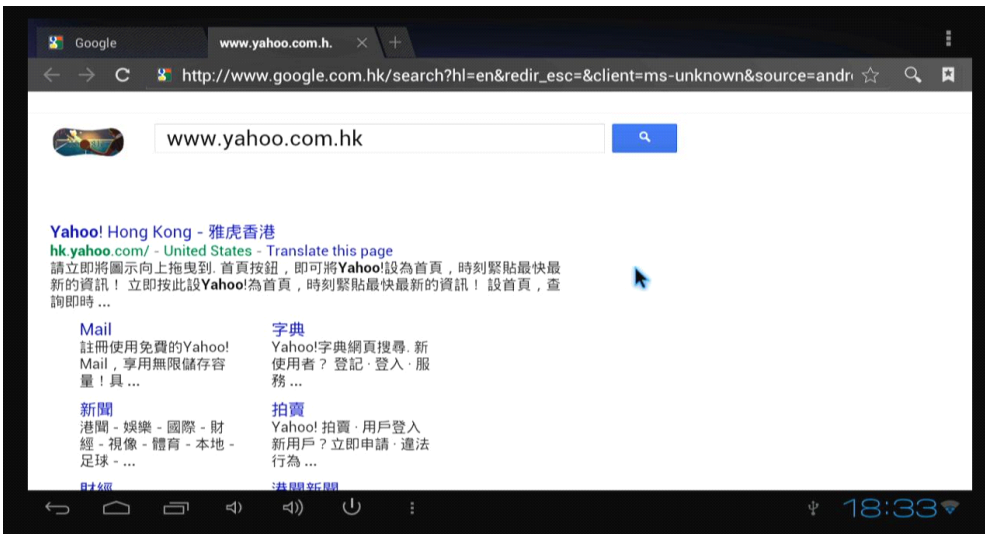 Google
www.yahoo.com.h.
http://www.google.com.hk/search?hl=en&redir_esc=&client=ms-unknown&source=andr
www.yahoo.com.hk
Yahoo! Hong Kong - 雅虎香港
hk.yahoo.com/ - United States - Translate this page
請立即將圖示向上拖曳到. 首頁按鈕，即可將Yahoo!設為首頁，時刻緊貼最快最
新的資訊！ 立即按此設Yahoo!為首頁，時刻緊貼最快最新的資訊！ 設首頁，查
詢即時 ...
Mail
註冊使用免費的Yahoo!
Mail，享用無限儲存容
量！具 ...
字典
Yahoo!字典網頁搜尋. 新
使用者？ 登記 · 登入 · 服
務 ...
新聞
港聞 - 娛樂 - 國際 - 財
經 - 視像 - 體育 - 本地 -
足球 - ...
拍賣
Yahoo! 拍賣 · 用戶登入
新用戶？立即申請 · 違法
行為 ...
財經
港聞新聞
18:33